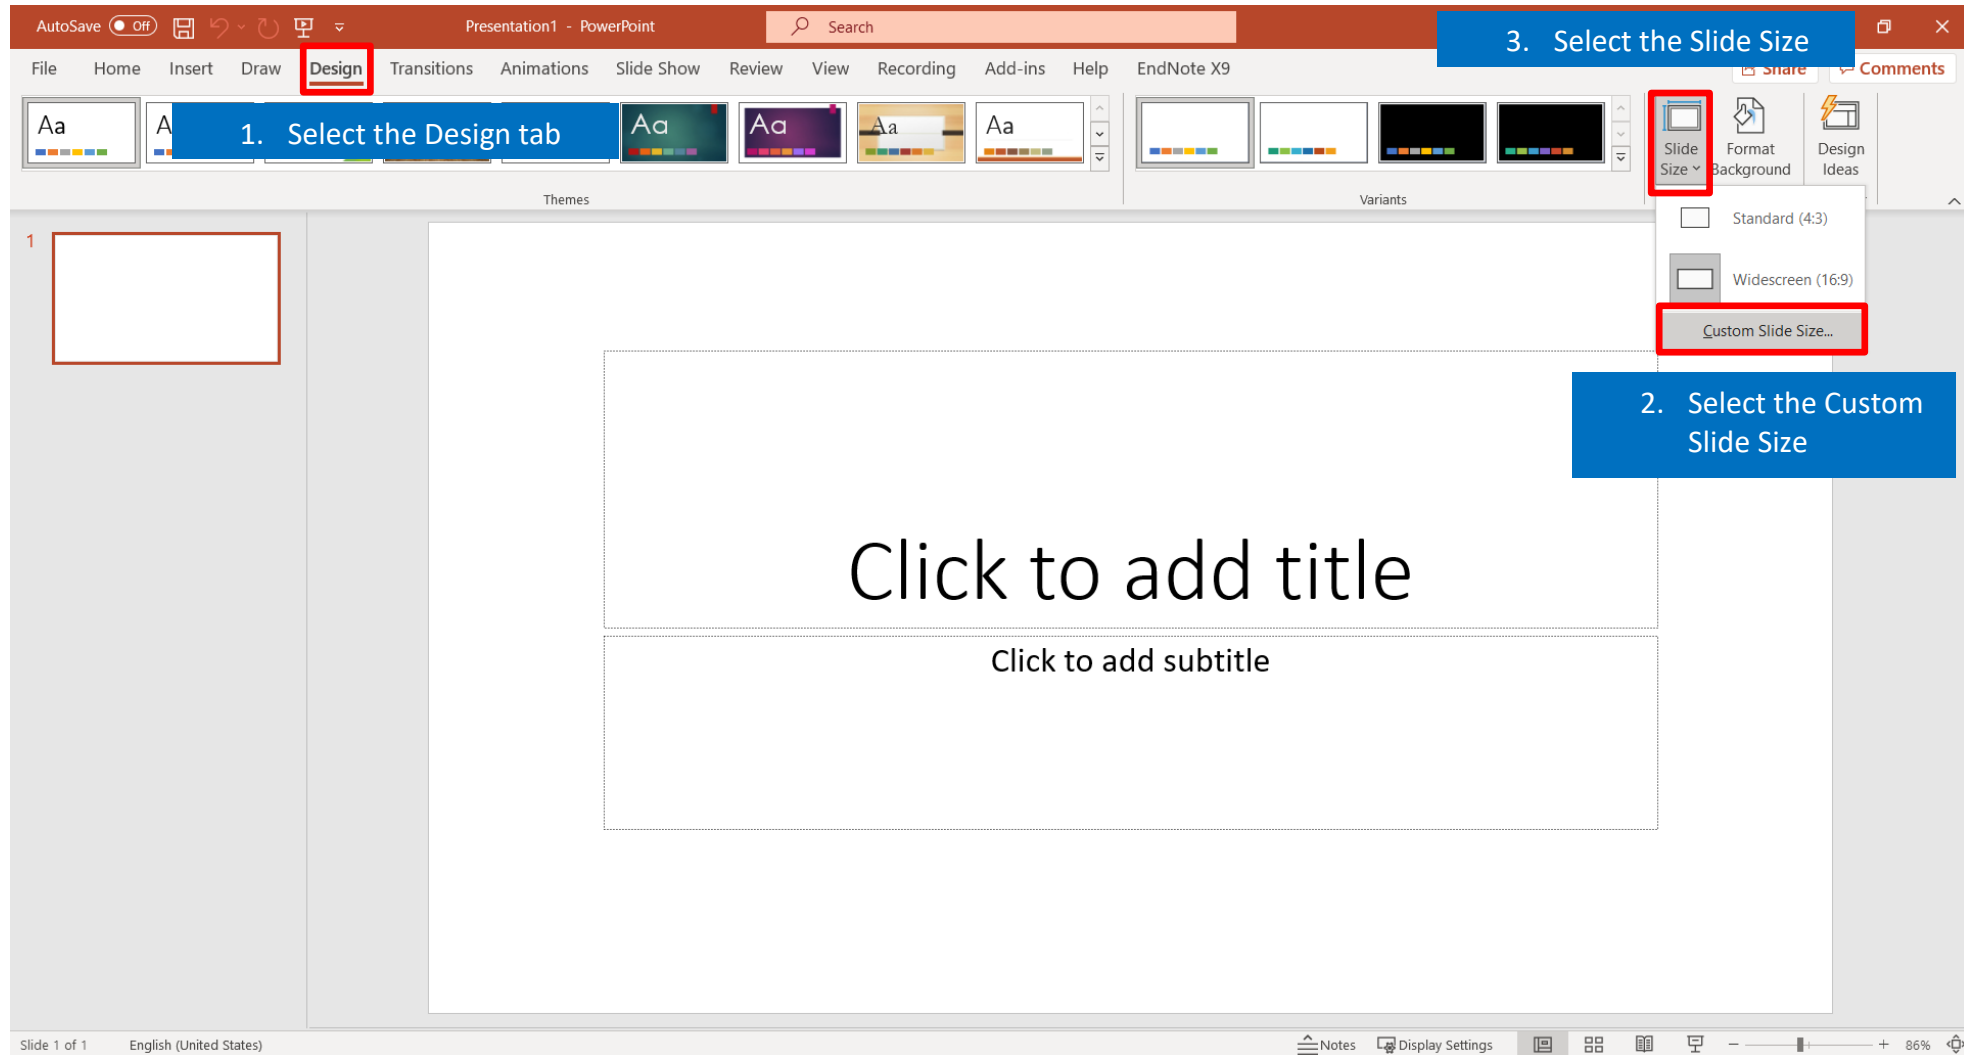 AutoSave Off Presentation1 - PowerPoint Search
3. Select the Slide Size
File Home Insert Draw Design Transitions Animations Slide Show Review View Recording Add-ins Help EndNote X9 Share Comments
Aa Aa Aa Aa Aa
1. Select the Design tab
Slide Size Format Background Design Ideas
Themes Variants
Standard (4:3)
Widescreen (16:9)
Custom Slide Size...
2. Select the Custom
Slide Size
1
Click to add title
Click to add subtitle
Slide 1 of 1 English (United States) Notes Display Settings 86%